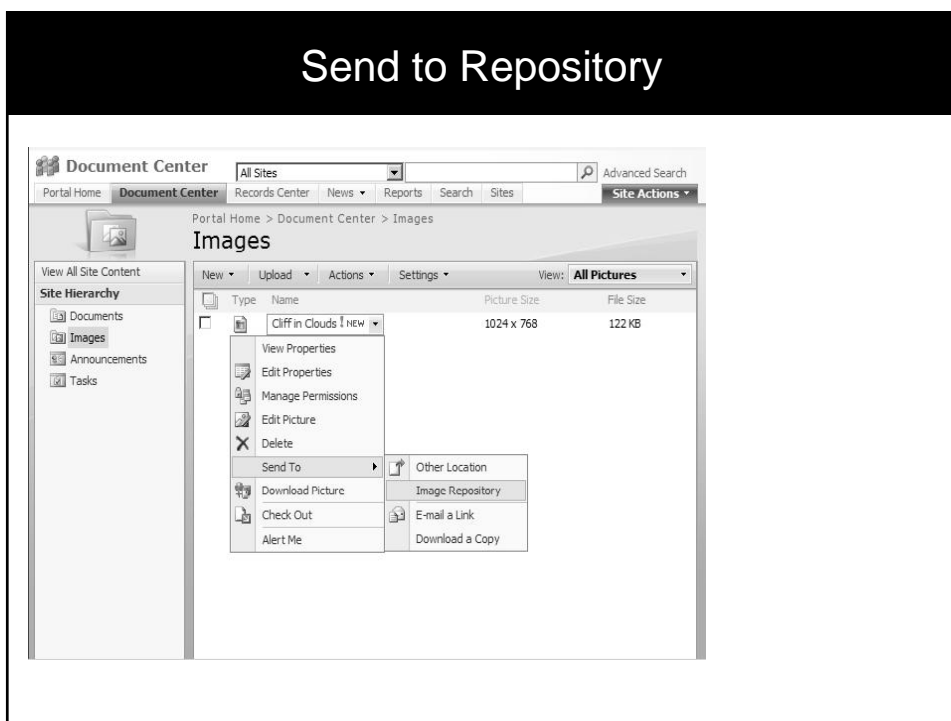 Send to Repository
Document Center
All Sites
Advanced Search
Portal Home Document Center Records Center News Reports Search Sites Site Actions
Portal Home > Document Center > Images
Images
View All Site Content
Site Hierarchy
Documents
Images
Announcements
Tasks
New Upload Actions Settings View: All Pictures
Type Name Picture Size File Size
Cliff in Clouds ! NEW 1024 x 768 122 KB
View Properties
Edit Properties
Manage Permissions
Edit Picture
Delete
Send To
Download Picture
Check Out
Alert Me
Other Location
Image Repository
E-mail a Link
Download a Copy